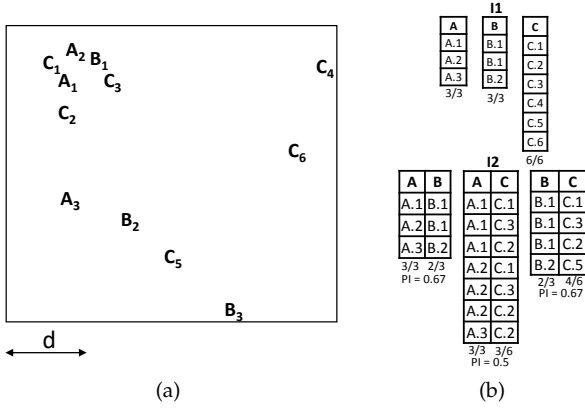 A₂
B₁
C₁
A₁
C₃
C₂
C₄
C₆
A₃
B₂
C₅
B₃
d
(a)
I1
A
A.1
A.2
A.3
3/3
B
B.1
B.1
B.2
3/3
C
C.1
C.2
C.3
C.4
C.5
C.6
6/6
I2
A B
A.1 B.1
A.2 B.1
A.3 B.2
3/3 2/3
PI = 0.67
A C
A.1 C.1
A.1 C.3
A.1 C.2
A.2 C.1
A.2 C.3
A.2 C.2
A.3 C.2
3/3 3/6
PI = 0.5
B C
B.1 C.1
B.1 C.3
B.1 C.2
B.2 C.5
2/3 4/6
PI = 0.67
(b)